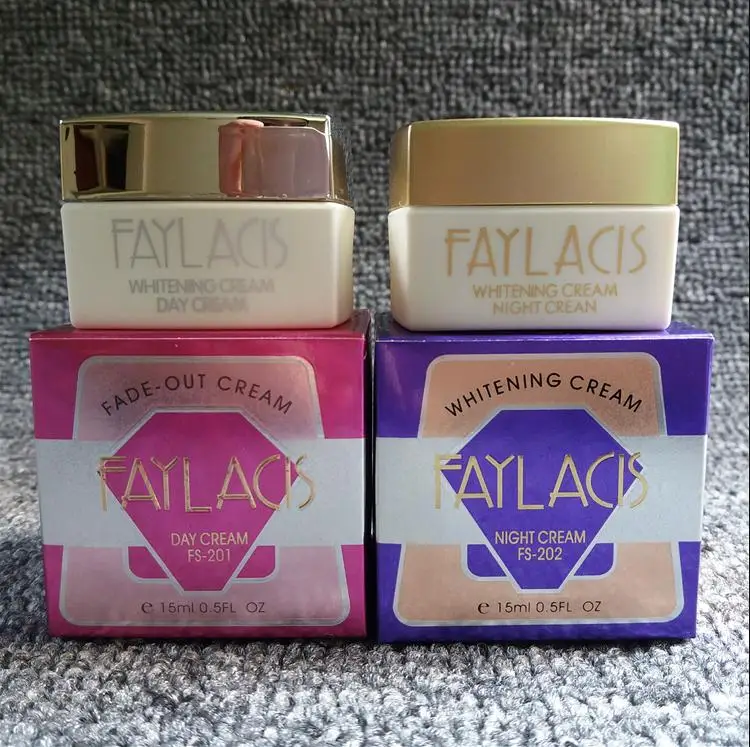 FAYLACIS
WHITENING CREAM
DAY CREAM
FAYLACIS
WHITENING CREAM
NIGHT CREAN
FADE-OUT CREAM
FAYLACIS
DAY CREAM
FS-201
e 15ml 0.5FL OZ
WHITENING CREAM
FAYLACIS
NIGHT CREAM
FS-202
e 15ml 0.5FL OZ